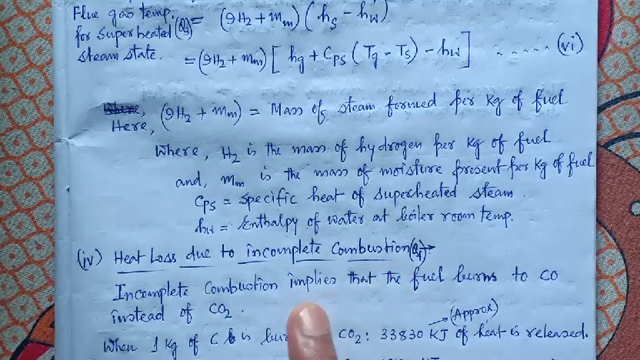 Flue gas temp. = (9H2 + mm) (hs - hw)
for superheated (Q3)
steam state. = (9H2 + mm) [ hg + Cps (Tg - Ts) - hw ] ...... (vi)
Here, (9H2 + mm) = Mass of steam formed per kg of fuel
Where, H2 is the mass of hydrogen per kg of fuel
and, mm is the mass of moisture present per kg of fuel
Cps = specific heat of superheated steam.
hw = Enthalpy of water at boiler room temp.
(iv) Heat Loss due to incomplete Combustion →
Incomplete Combustion implies that the fuel burns to CO
instead of CO2.
(Approx)
When 1 kg of C is CO2 : 33830 KJ of heat is released.